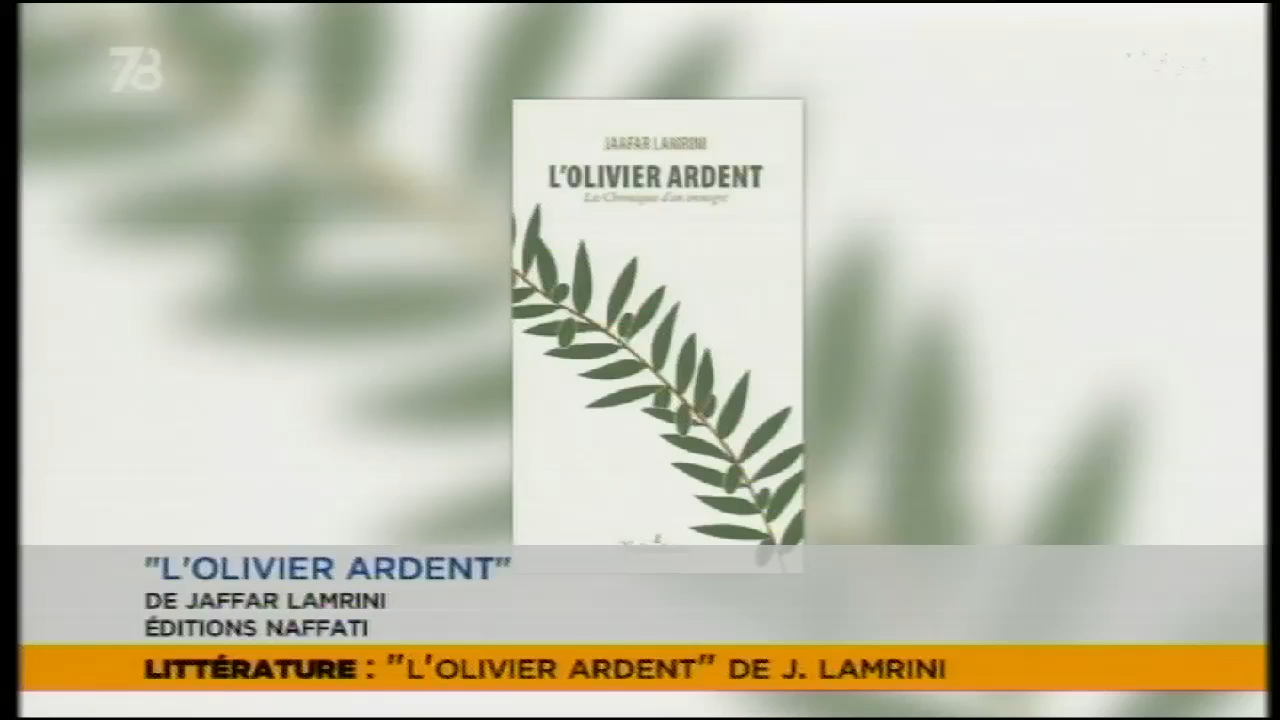 78
JAAFAR LAMRINI
L'OLIVIER ARDENT
"L'OLIVIER ARDENT"
DE JAFFAR LAMRINI
ÉDITIONS NAFFATI
LITTÉRATURE : "L'OLIVIER ARDENT" DE J. LAMRINI